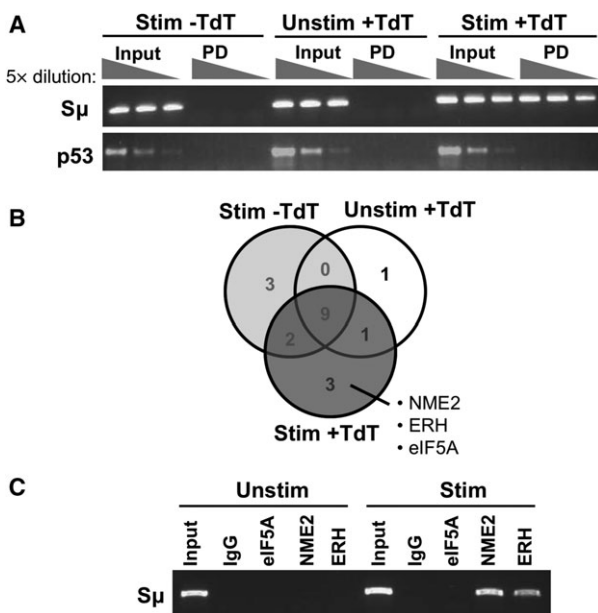 A
Stim -TdT Unstim +TdT Stim +TdT
Input PD Input PD Input PD
5× dilution:
Sμ
p53
B
Stim -TdT Unstim +TdT
3 0 1
9
2 1
3
Stim +TdT
• NME2
• ERH
• eIF5A
C
Unstim Stim
Input IgG eIF5A NME2 ERH Input IgG eIF5A NME2 ERH
Sμ